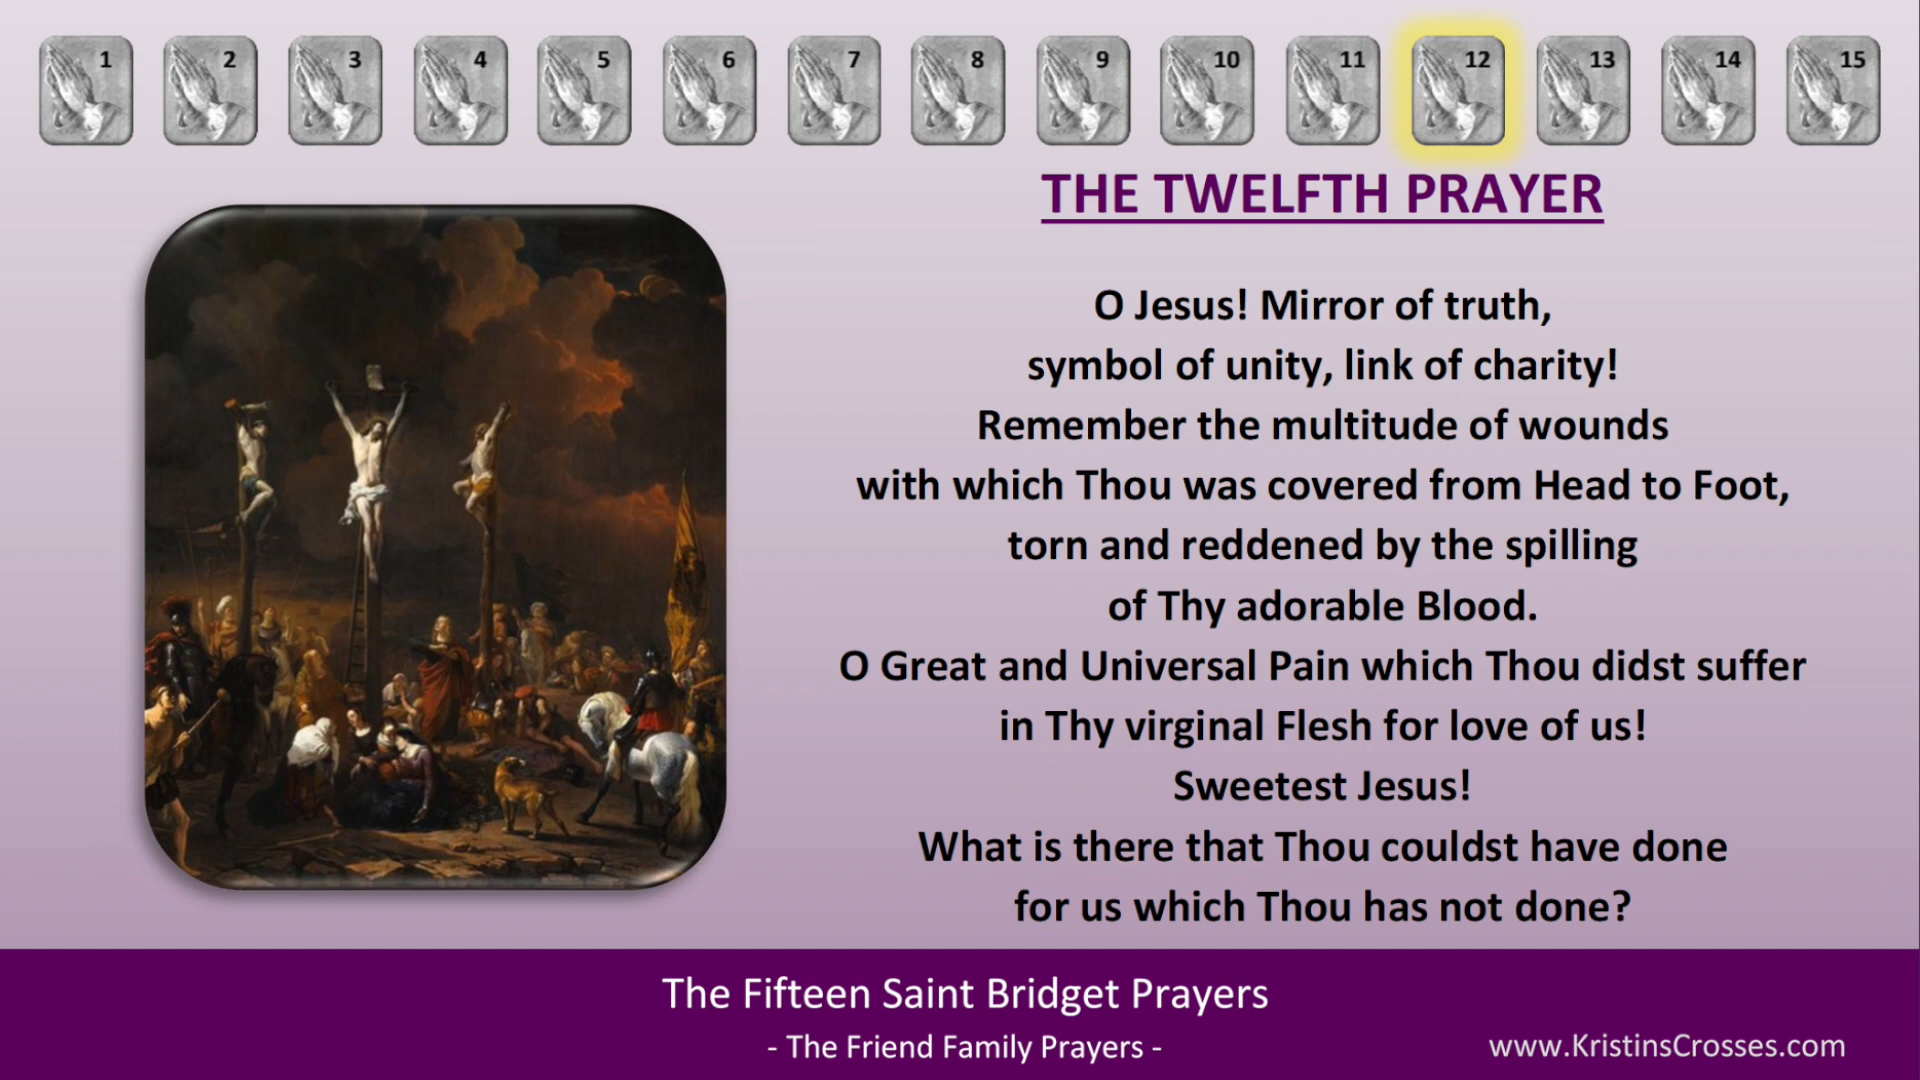 1 2 3 4 5 6 7 8 9 10 11 12 13 14 15
THE TWELFTH PRAYER
O Jesus! Mirror of truth,
symbol of unity, link of charity!
Remember the multitude of wounds
with which Thou was covered from Head to Foot,
torn and reddened by the spilling
of Thy adorable Blood.
O Great and Universal Pain which Thou didst suffer
in Thy virginal Flesh for love of us!
Sweetest Jesus!
What is there that Thou couldst have done
for us which Thou has not done?
The Fifteen Saint Bridget Prayers
- The Friend Family Prayers -
www.KristinsCrosses.com